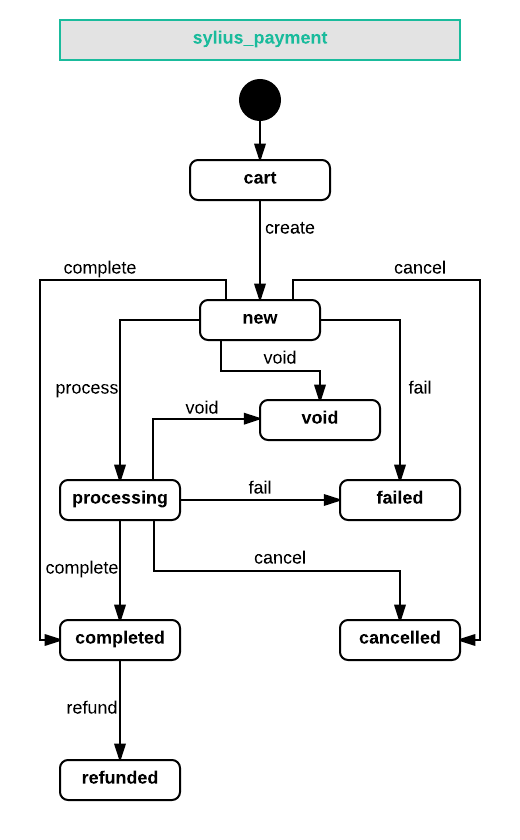 sylius_payment
cart
create
complete
cancel
new
void
process
fail
void
void
processing
fail
failed
cancel
complete
completed
cancelled
refund
refunded